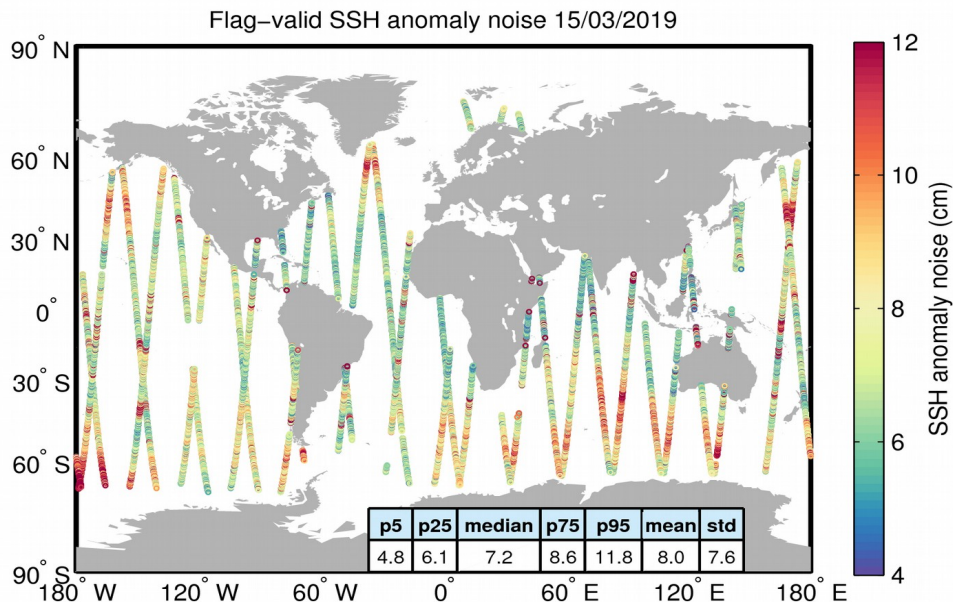 Flag−valid SSH anomaly noise 15/03/2019
90° N
60° N
30° N
0°
30° S
60° S
90° S
180° W
120° W
60° W
0°
60° E
120° E
180° E
p5 p25 median p75 p95 mean std
4.8 6.1 7.2 8.6 11.8 8.0 7.6
12
10
8
6
4
SSH anomaly noise (cm)